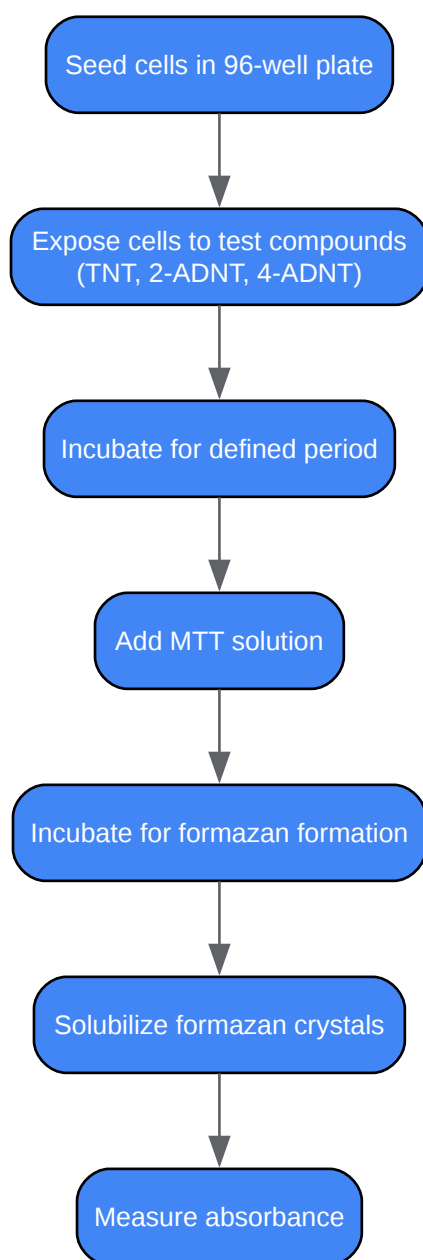 Seed cells in 96-well plate
Expose cells to test compounds
(TNT, 2-ADNT, 4-ADNT)
Incubate for defined period
Add MTT solution
Incubate for formazan formation
Solubilize formazan crystals
Measure absorbance